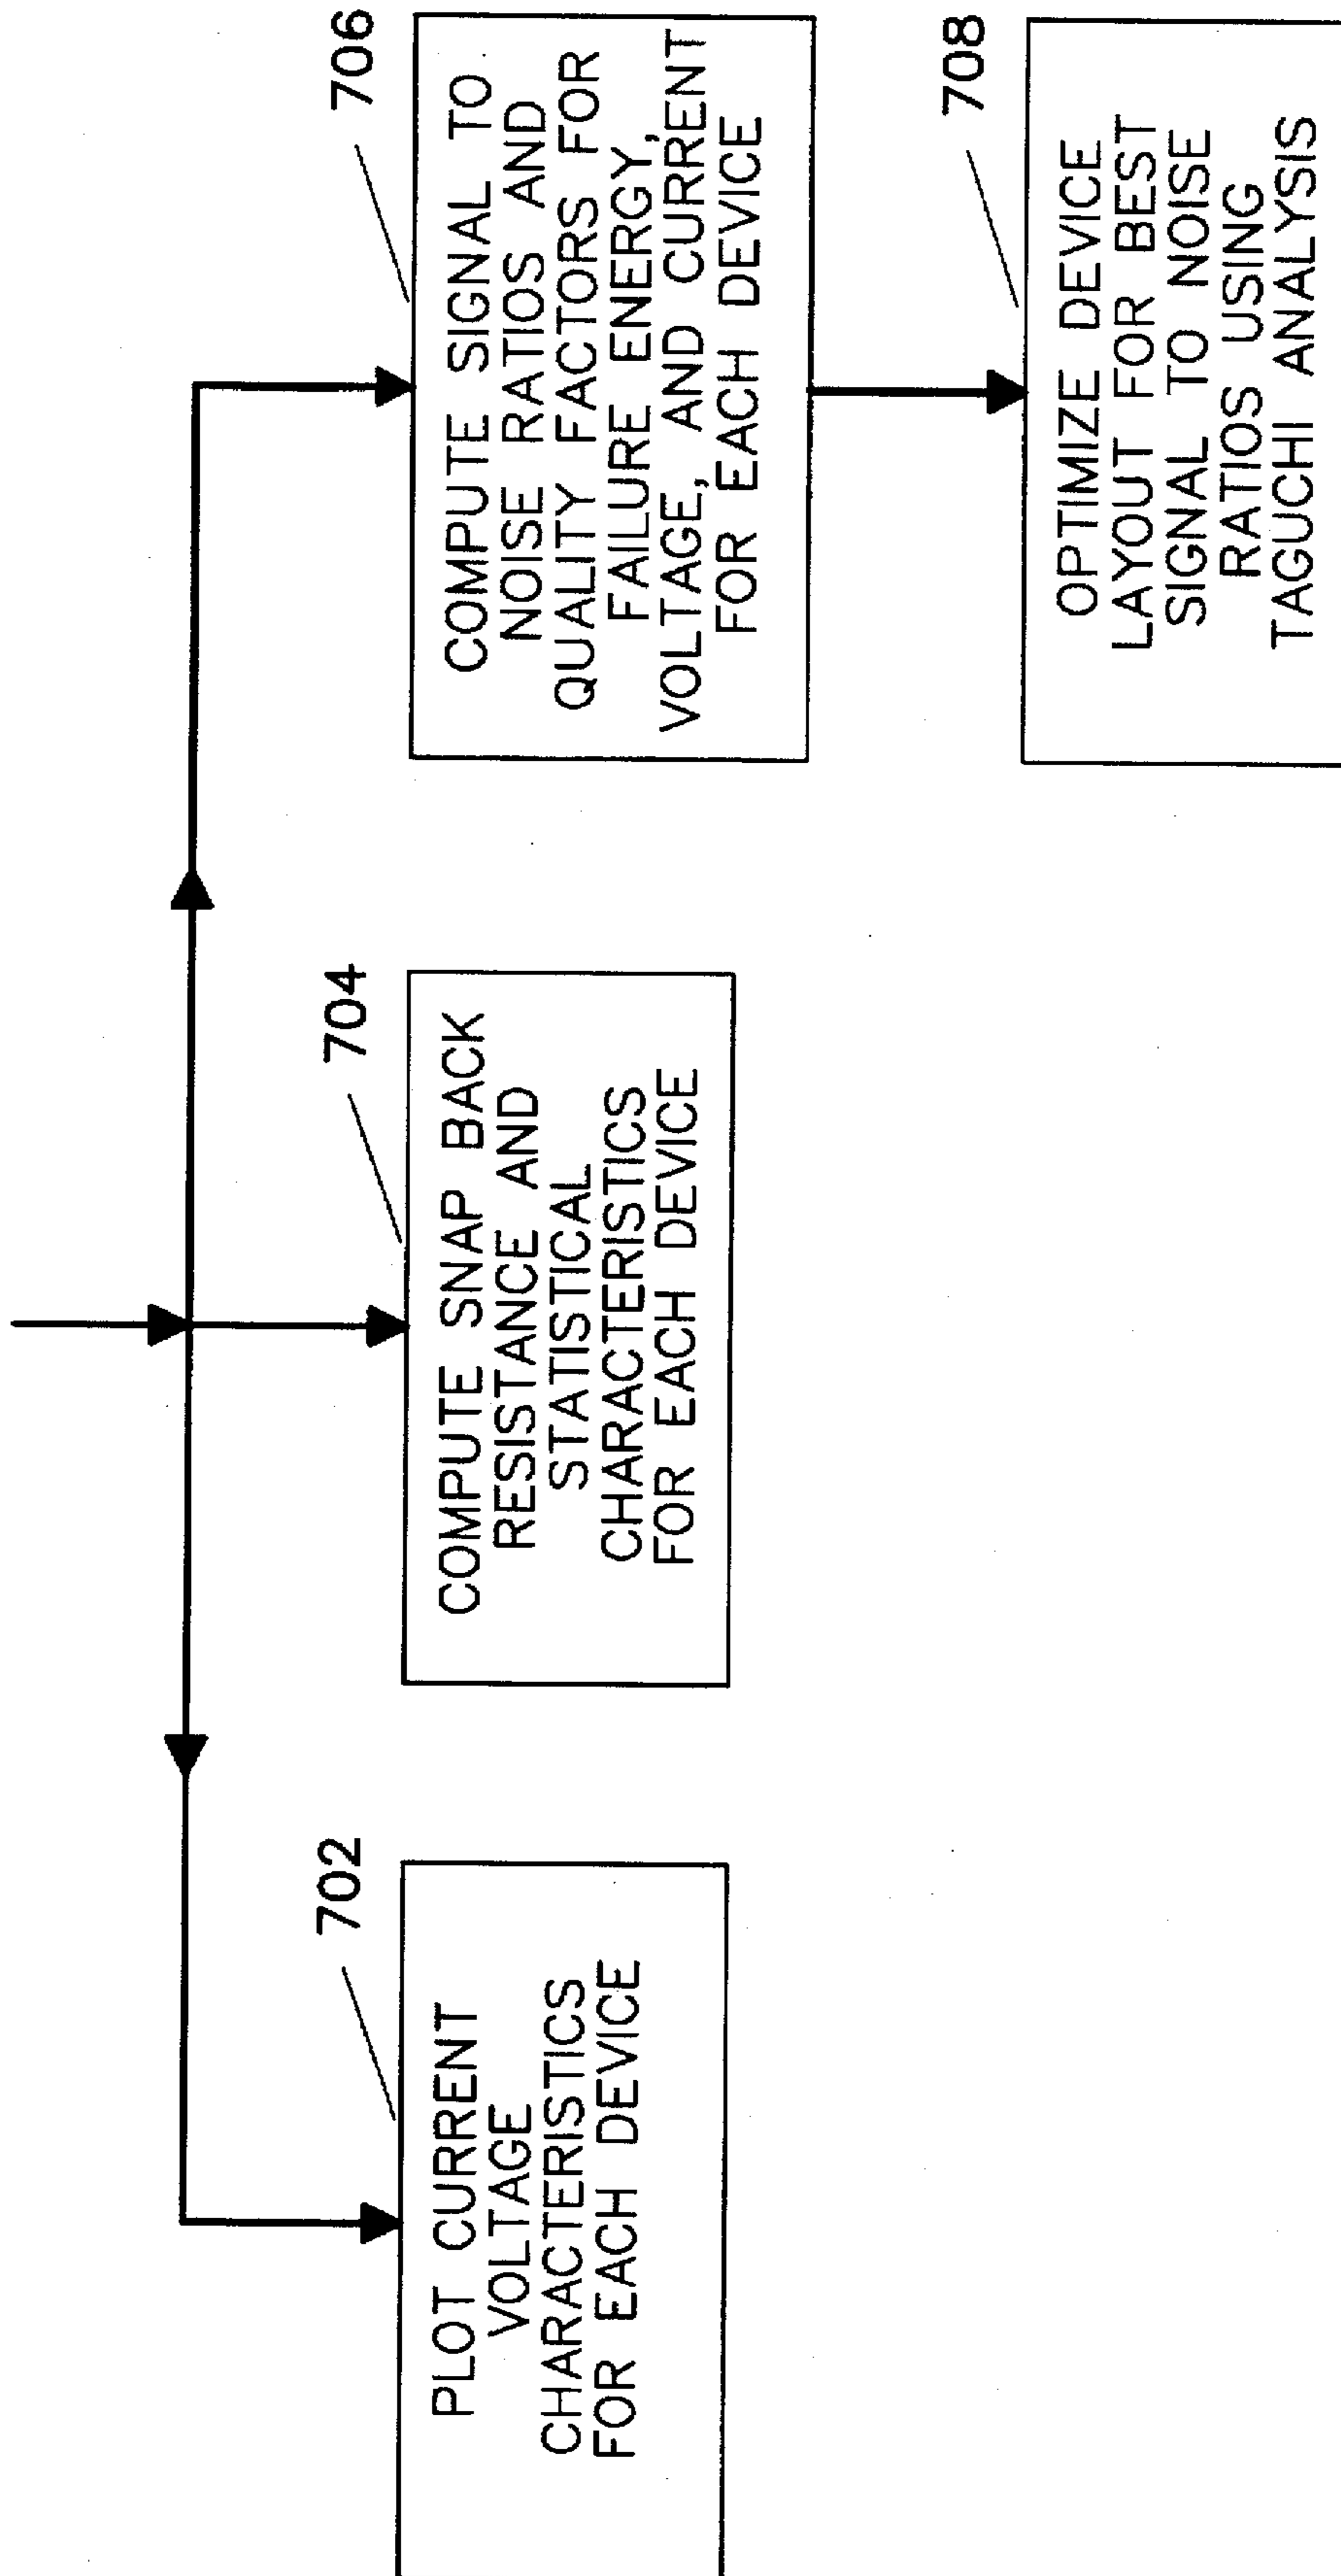 702
PLOT CURRENT
VOLTAGE
CHARACTERISTICS
FOR EACH DEVICE
704
COMPUTE SNAP BACK
RESISTANCE AND
STATISTICAL
CHARACTERISTICS
FOR EACH DEVICE
706
COMPUTE SIGNAL TO
NOISE RATIOS AND
QUALITY FACTORS FOR
FAILURE ENERGY,
VOLTAGE, AND CURRENT
FOR EACH DEVICE
708
OPTIMIZE DEVICE
LAYOUT FOR BEST
SIGNAL TO NOISE
RATIOS USING
TAGUCHI ANALYSIS